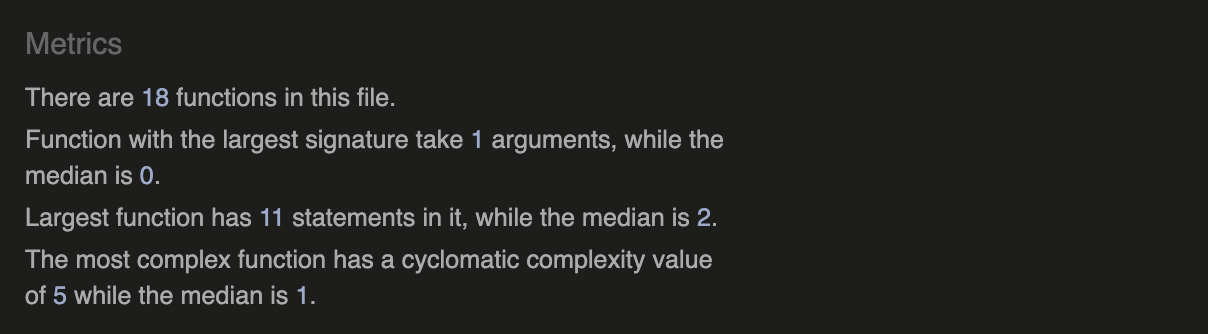 Metrics
There are 18 functions in this file.
Function with the largest signature take 1 arguments, while the
median is 0.
Largest function has 11 statements in it, while the median is 2.
The most complex function has a cyclomatic complexity value
of 5 while the median is 1.